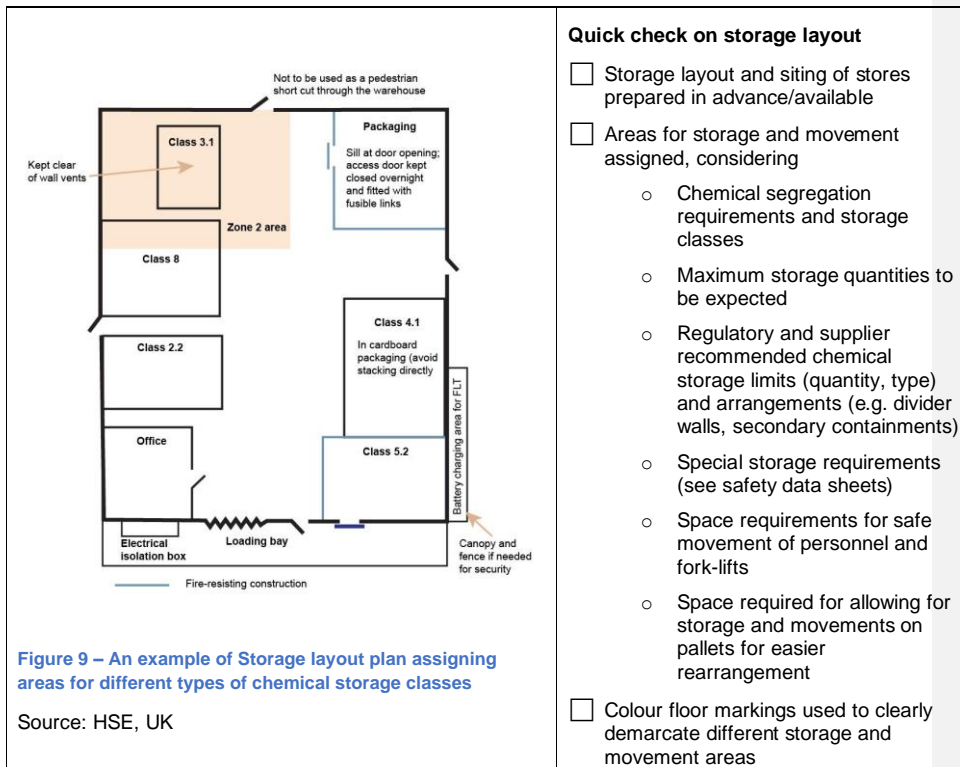 Not to be used as a pedestrian
short cut through the warehouse
Class 3.1
Kept clear
of wall vents
Zone 2 area
Packaging
Sill at door opening;
access door kept
closed overnight
and fitted with
fusible links
Class 8
Class 2.2
Class 4.1
In cardboard
packaging (avoid
stacking directly
Office
Class 5.2
Battery charging area for FLT
Electrical
isolation box
Loading bay
Canopy and
fence if needed
for security
Fire-resisting construction
Figure 9 – An example of Storage layout plan assigning
areas for different types of chemical storage classes
Source: HSE, UK
Quick check on storage layout
Storage layout and siting of stores
prepared in advance/available
Areas for storage and movement
assigned, considering
o Chemical segregation
requirements and storage
classes
o Maximum storage quantities to
be expected
o Regulatory and supplier
recommended chemical
storage limits (quantity, type)
and arrangements (e.g. divider
walls, secondary containments)
o Special storage requirements
(see safety data sheets)
o Space requirements for safe
movement of personnel and
fork-lifts
o Space required for allowing for
storage and movements on
pallets for easier
rearrangement
Colour floor markings used to clearly
demarcate different storage and
movement areas